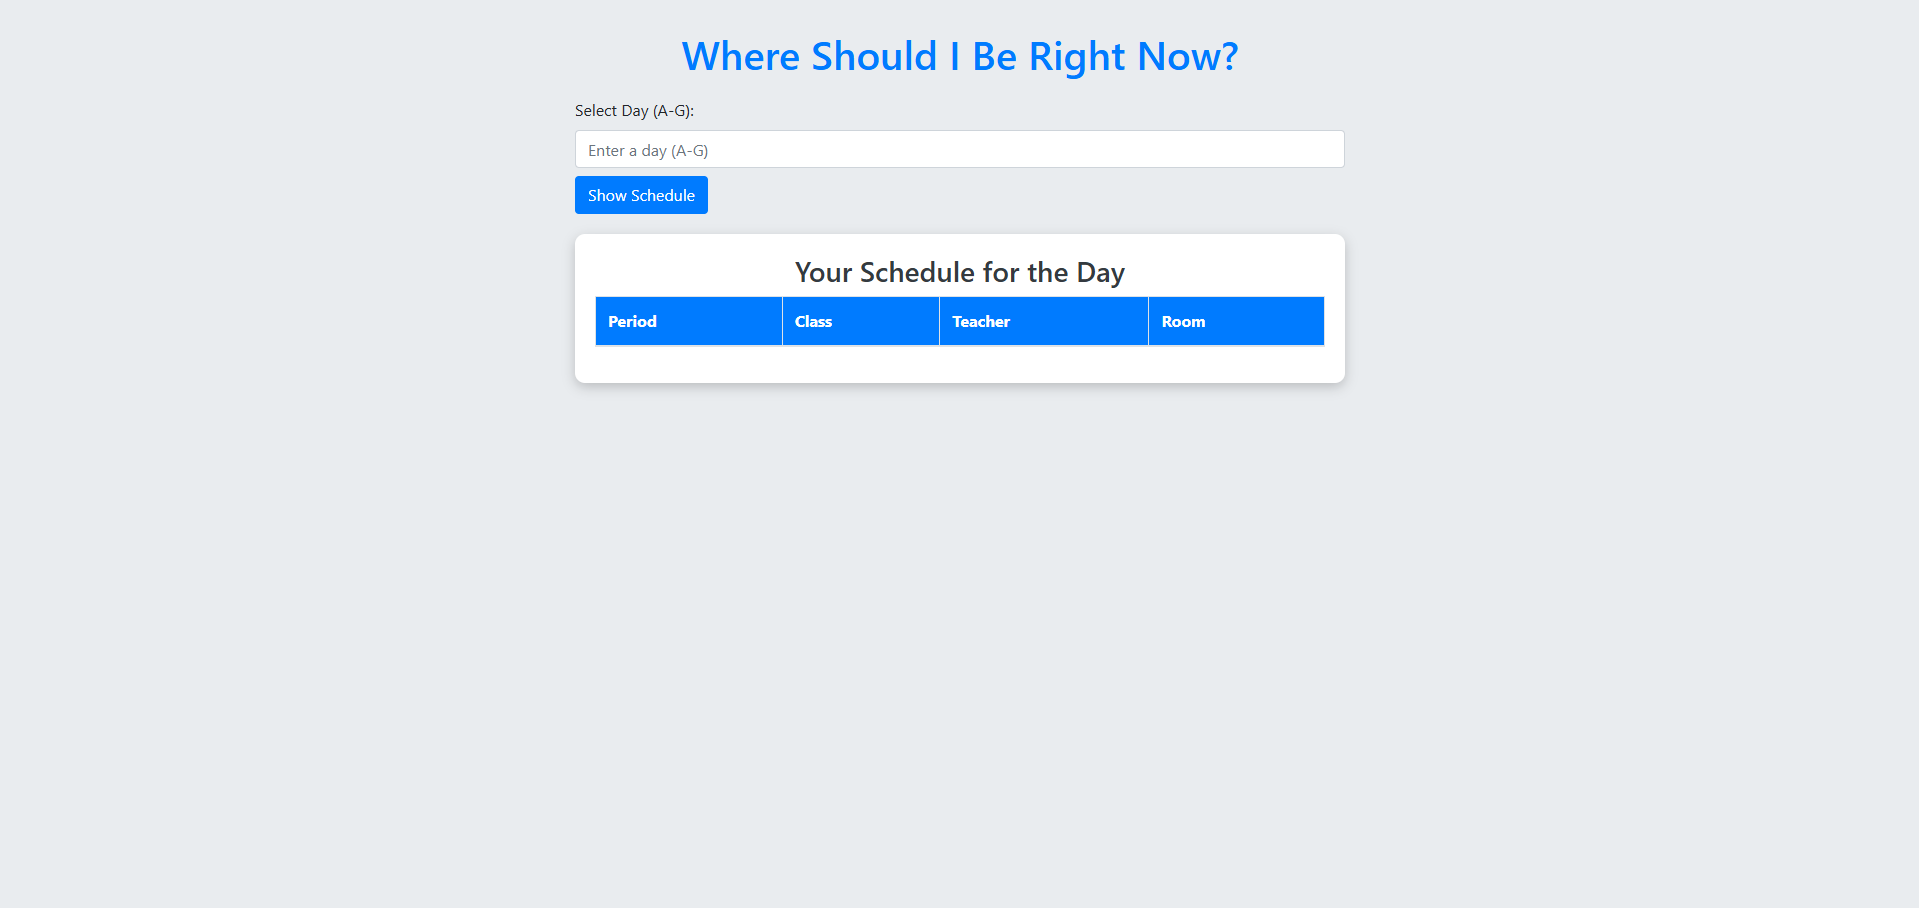 Where Should I Be Right Now?
Select Day (A-G):
Enter a day (A-G)
Show Schedule
Your Schedule for the Day
Period Class Teacher Room